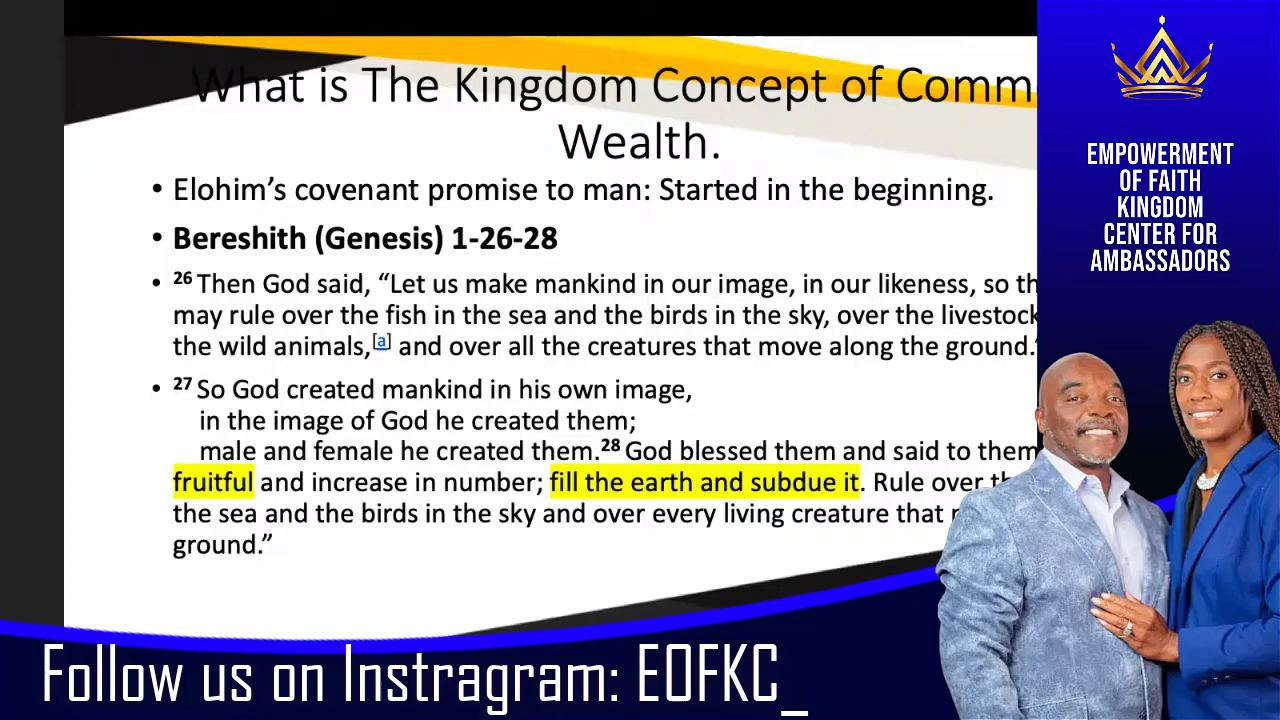 What is The Kingdom Concept of Comm
Wealth.
• Elohim’s covenant promise to man: Started in the beginning.
• Bereshith (Genesis) 1-26-28
• 26 Then God said, “Let us make mankind in our image, in our likeness, so th
may rule over the fish in the sea and the birds in the sky, over the livestock
the wild animals,[a] and over all the creatures that move along the ground.
• 27 So God created mankind in his own image,
in the image of God he created them;
male and female he created them.28 God blessed them and said to them
fruitful and increase in number; fill the earth and subdue it. Rule over th
the sea and the birds in the sky and over every living creature that
ground.”
EMPOWERMENT
OF FAITH
KINGDOM
CENTER FOR
AMBASSADORS
Follow us on Instragram: EOFKC_